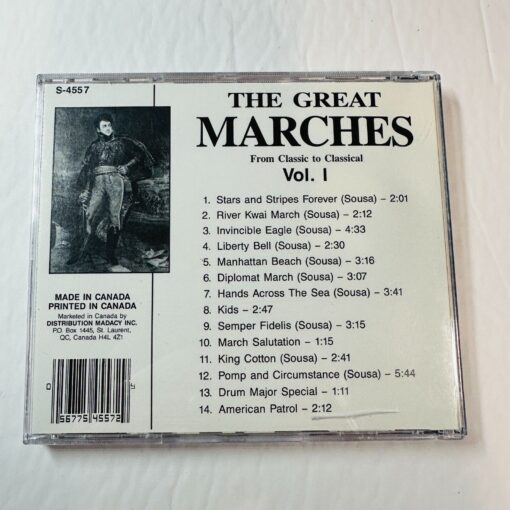 S-4557
THE GREAT
MARCHES
From Classic to Classical
Vol. I
1. Stars and Stripes Forever (Sousa) – 2:01
2. River Kwai March (Sousa) – 2:12
3. Invincible Eagle (Sousa) – 4:33
4. Liberty Bell (Sousa) – 2:30
5. Manhattan Beach (Sousa) – 3:16
6. Diplomat March (Sousa) – 3:07
7. Hands Across The Sea (Sousa) – 3:41
8. Kids – 2:47
9. Semper Fidelis (Sousa) – 3:15
10. March Salutation – 1:15
11. King Cotton (Sousa) – 2:41
12. Pomp and Circumstance (Sousa) – 5:44
13. Drum Major Special – 1:11
14. American Patrol – 2:12
MADE IN CANADA
PRINTED IN CANADA
Marketed in Canada by
DISTRIBUTION MADACY INC.
P.O. Box 1445, St. Laurent,
QC, Canada H4L 4Z1
56775 45572